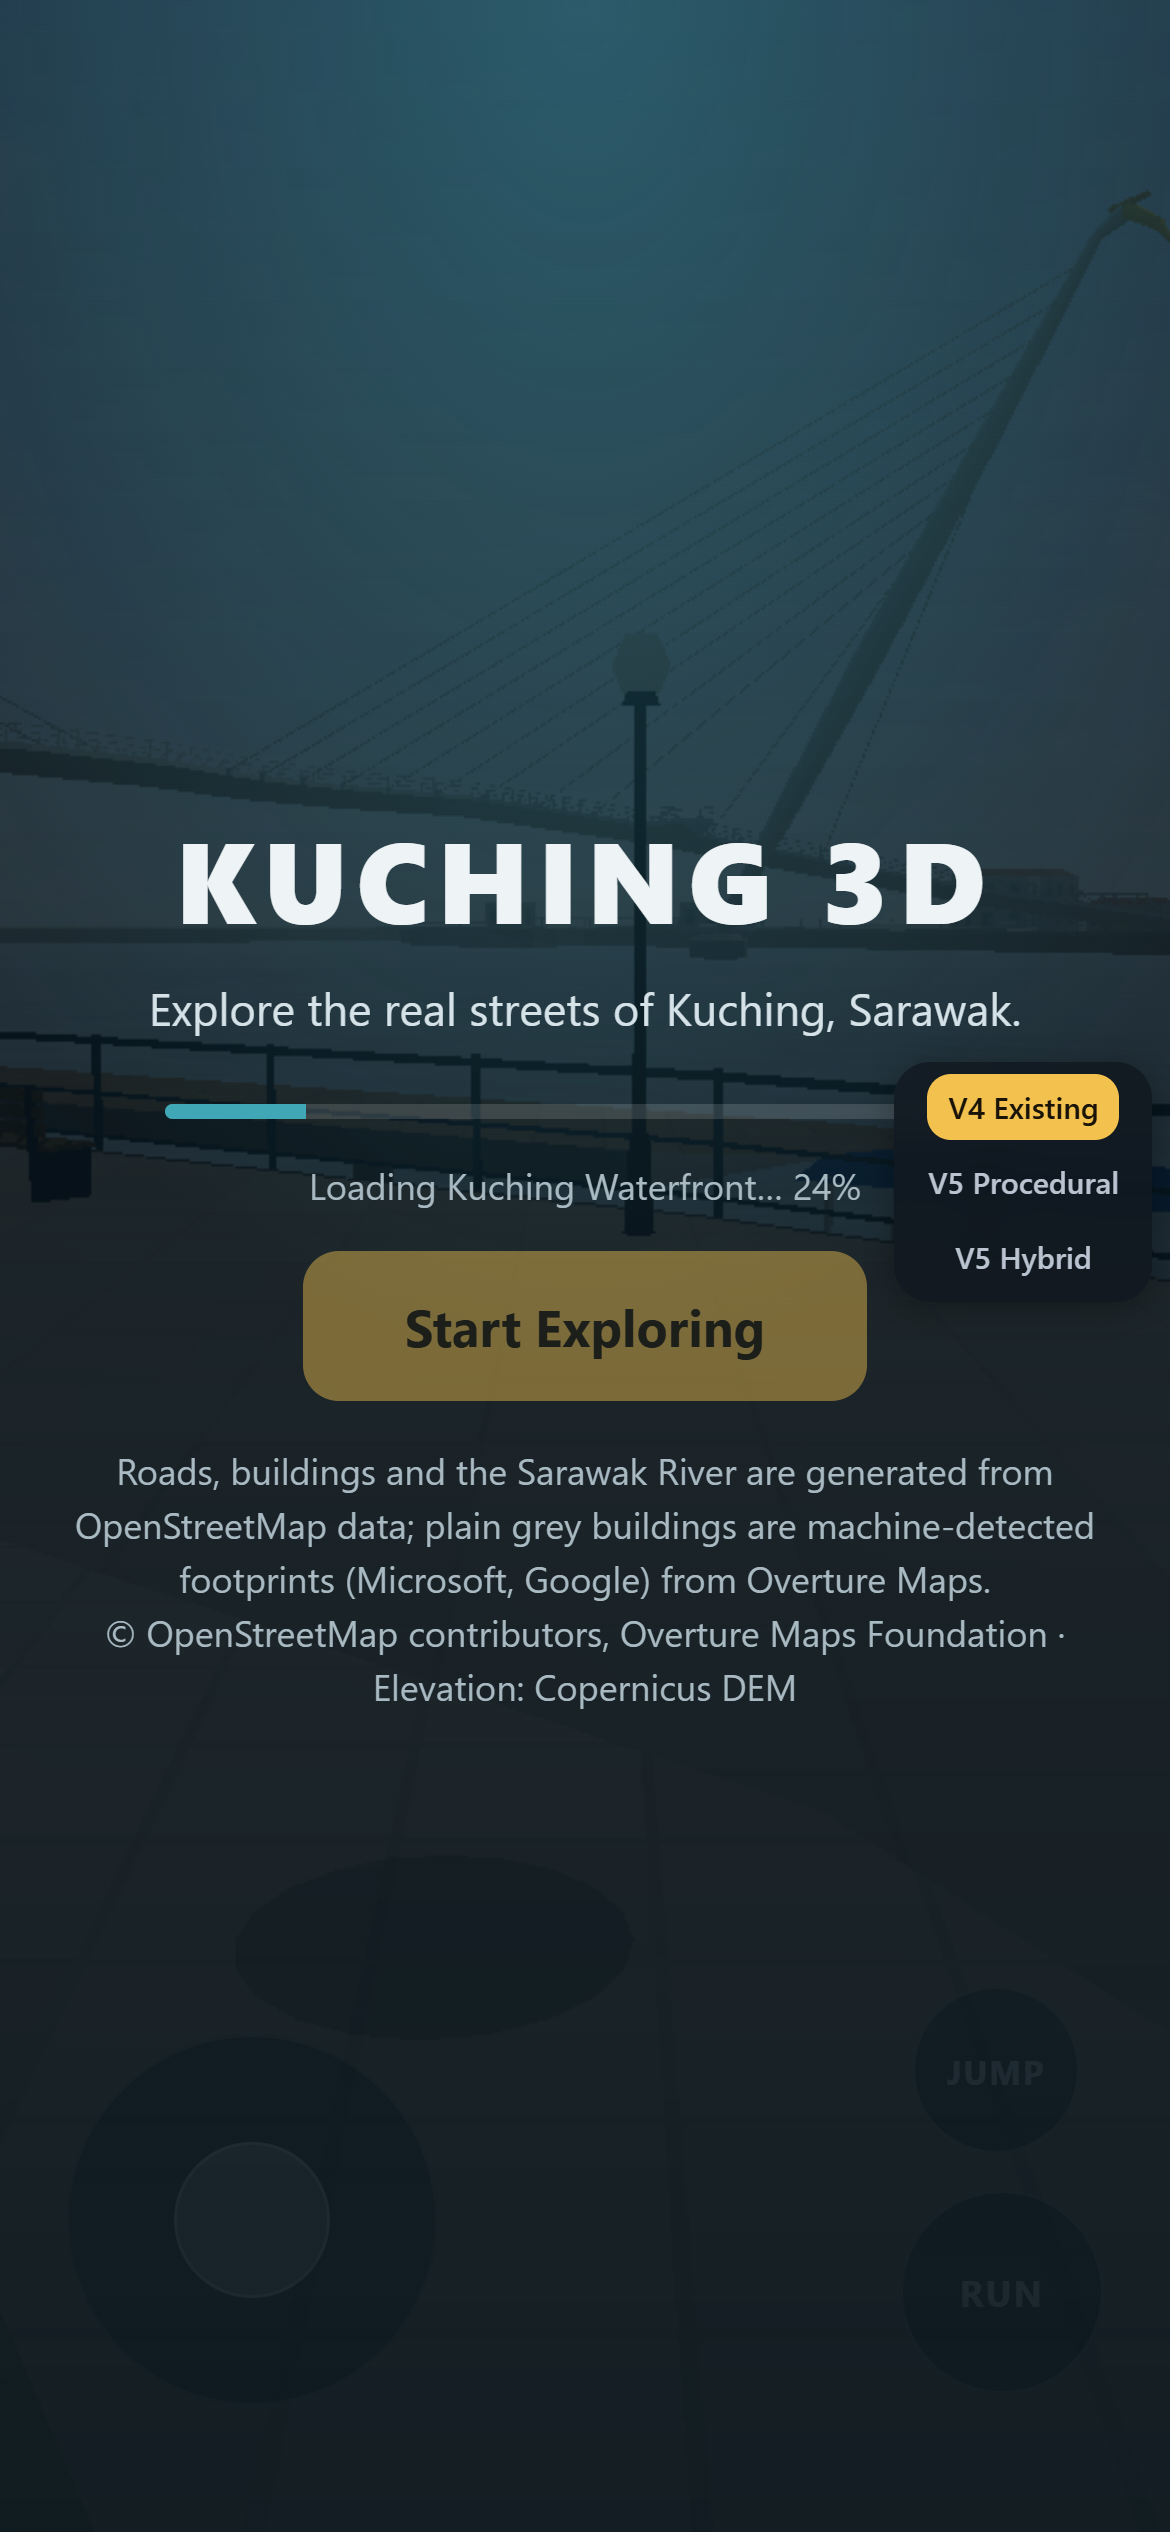 KUCHING 3D
Explore the real streets of Kuching, Sarawak.
V4 Existing
Loading Kuching Waterfront... 24%
V5 Procedural
V5 Hybrid
Start Exploring
Roads, buildings and the Sarawak River are generated from
OpenStreetMap data; plain grey buildings are machine-detected
footprints (Microsoft, Google) from Overture Maps.
© OpenStreetMap contributors, Overture Maps Foundation ·
Elevation: Copernicus DEM
JUMP
RUN